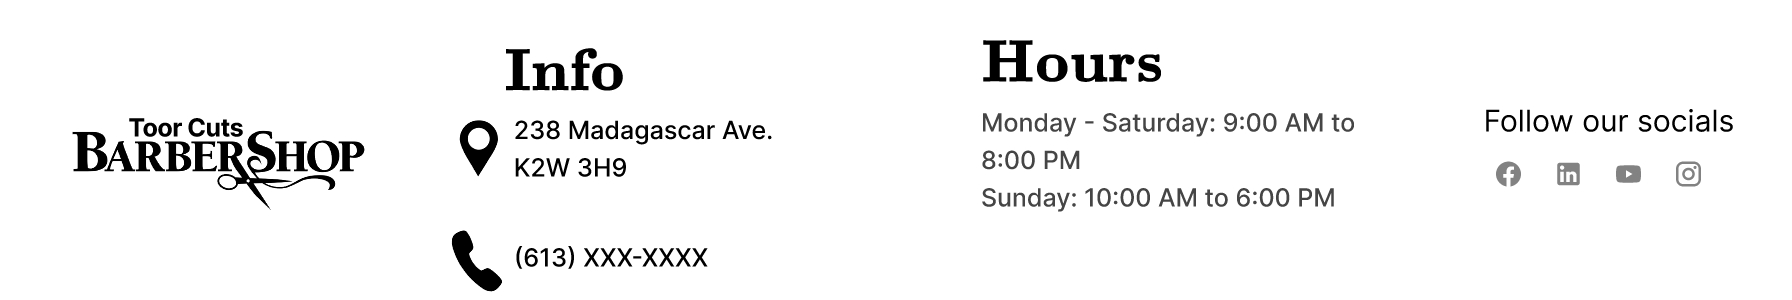 Toor Cuts
BARBERSHOP
Info
238 Madagascar Ave.
K2W 3H9
(613) XXX-XXXX
Hours
Monday - Saturday: 9:00 AM to
8:00 PM
Sunday: 10:00 AM to 6:00 PM
Follow our socials
in